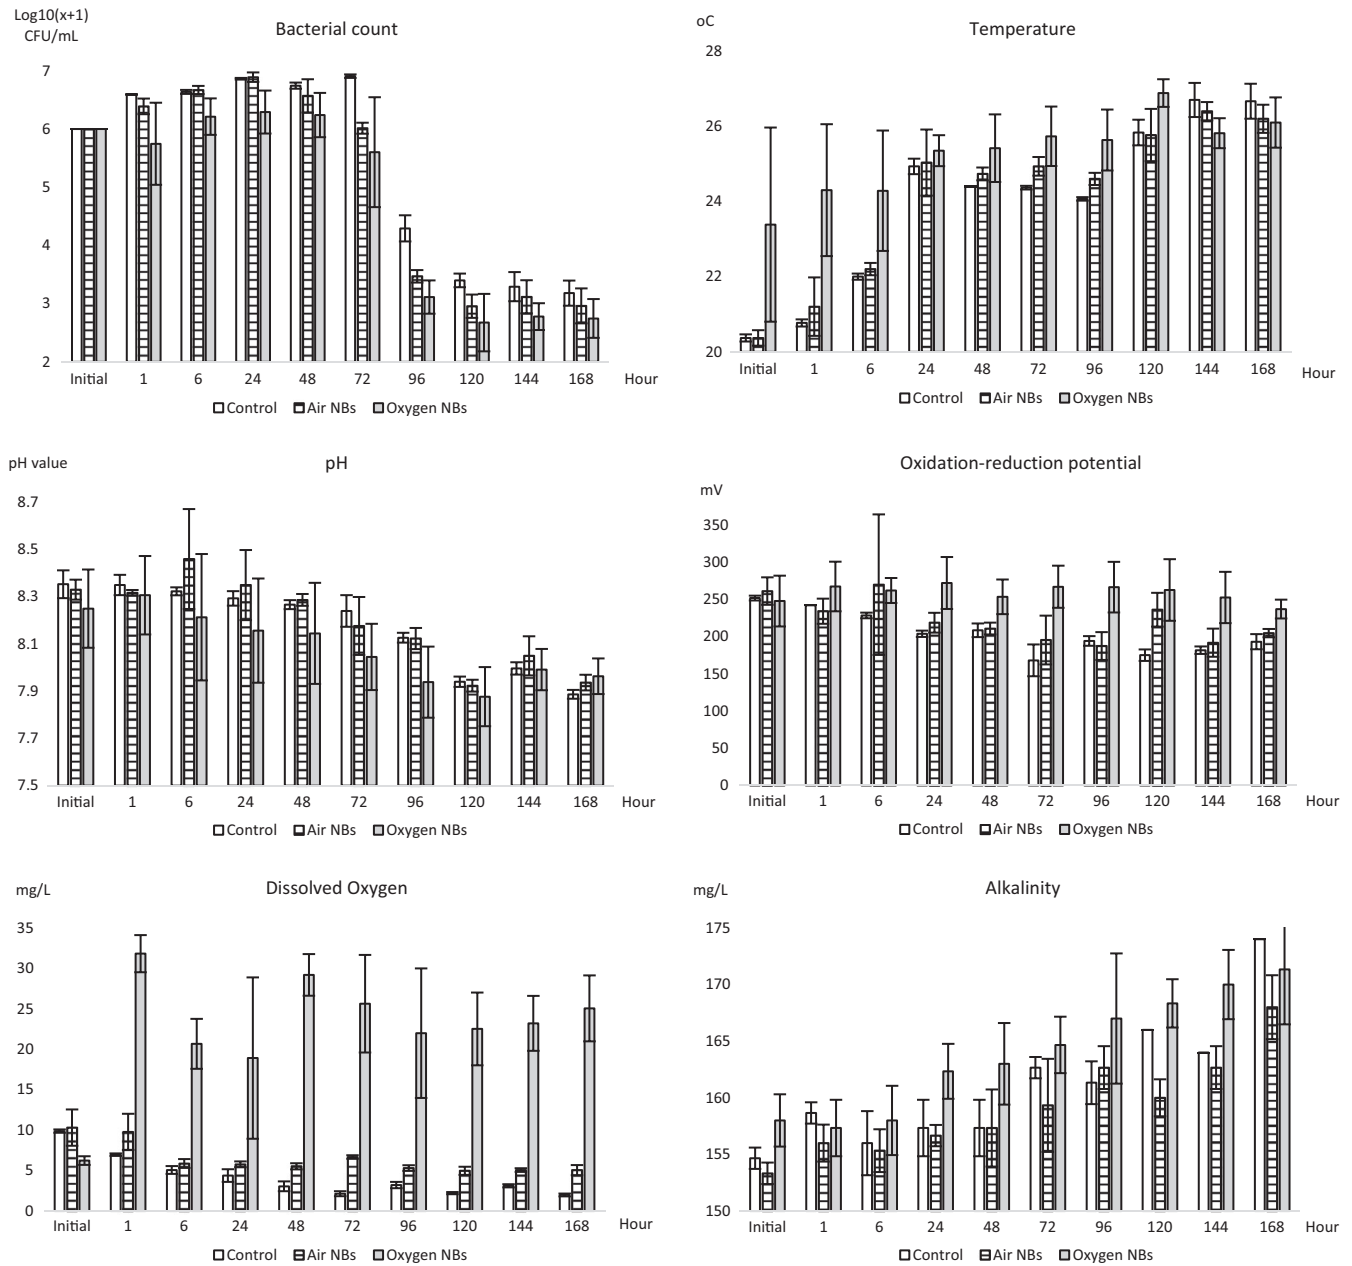 Log10(x+1)
CFU/mL
Bacterial count
7
6
5
4
3
2
Initial 1 6 24 48 72 96 120 144 168 Hour
Control Air NBs Oxygen NBs
oC
Temperature
28
26
24
22
20
Initial 1 6 24 48 72 96 120 144 168 Hour
Control Air NBs Oxygen NBs
pH value
pH
8.7
8.5
8.3
8.1
7.9
7.7
7.5
Initial 1 6 24 48 72 96 120 144 168 Hour
Control Air NBs Oxygen NBs
Oxidation-reduction potential
mV
350
300
250
200
150
100
50
0
Initial 1 6 24 48 72 96 120 144 168 Hour
Control Air NBs Oxygen NBs
mg/L
Dissolved Oxygen
35
30
25
20
15
10
5
0
Initial 1 6 24 48 72 96 120 144 168 Hour
Control Air NBs Oxygen NBs
mg/L
Alkalinity
175
170
165
160
155
150
Initial 1 6 24 48 72 96 120 144 168 Hour
Control Air NBs Oxygen NBs